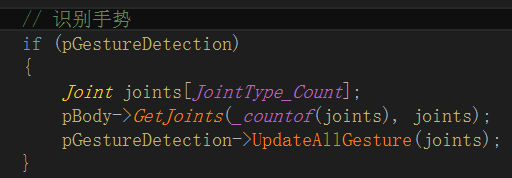 // 识别手势
if (pGestureDetection)
{
Joint joints[JointType_Count];
pBody->GetJoints(_countof(joints), joints);
pGestureDetection->UpdateAllGesture(joints);
}